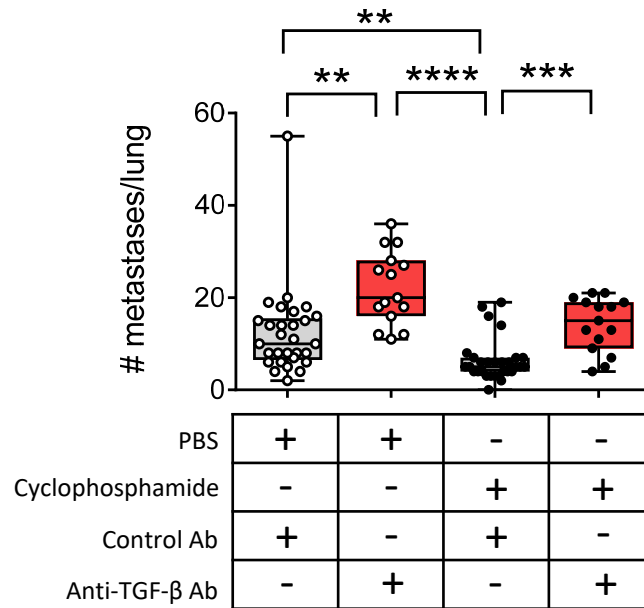 **
** **** ***
60
40
20
0
# metastases/lung
PBS + + - -
Cyclophosphamide - - + +
Control Ab + - + -
Anti-TGF-β Ab - + - +